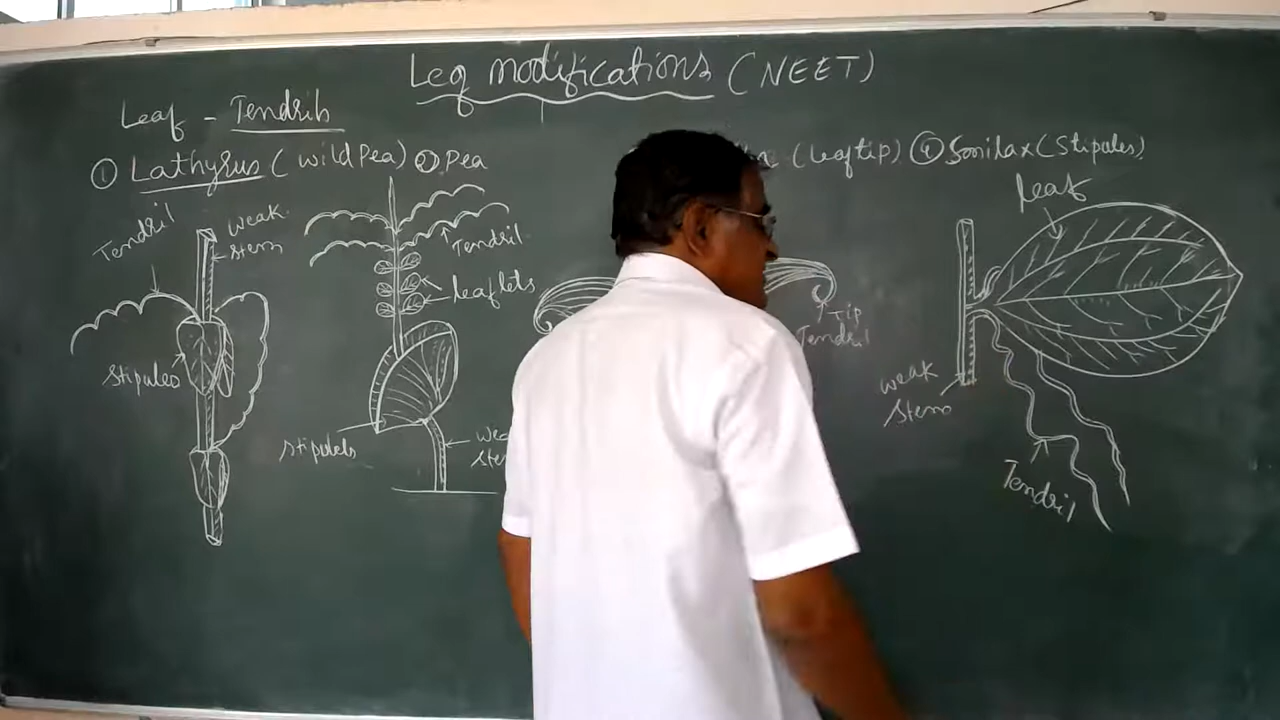 Leaf modifications (NEET)
Leaf - Tendrils
① Lathyrus (wild Pea) ② Pea
(leaf tip) ④ Smilax (Stipules)
Tendril
weak
stem
Stipules
Tendril
leaflets
stipules
Tip
Tendril
leaf
weak
stem
Tendril